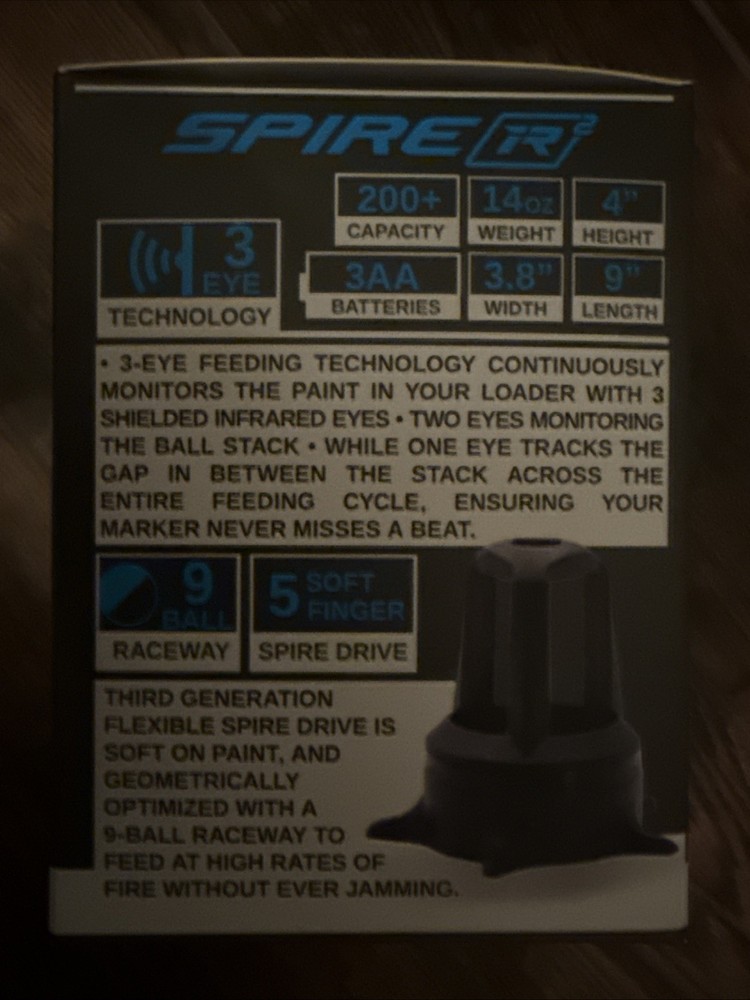 SPIRE IR²
200+
CAPACITY
14OZ
WEIGHT
4"
HEIGHT
3
EYE
TECHNOLOGY
3AA
BATTERIES
3.8"
WIDTH
9"
LENGTH
• 3-EYE FEEDING TECHNOLOGY CONTINUOUSLY
MONITORS THE PAINT IN YOUR LOADER WITH 3
SHIELDED INFRARED EYES • TWO EYES MONITORING
THE BALL STACK • WHILE ONE EYE TRACKS THE
GAP IN BETWEEN THE STACK ACROSS THE
ENTIRE FEEDING CYCLE, ENSURING YOUR
MARKER NEVER MISSES A BEAT.
9
BALL
RACEWAY
5 SOFT
FINGER
SPIRE DRIVE
THIRD GENERATION
FLEXIBLE SPIRE DRIVE IS
SOFT ON PAINT, AND
GEOMETRICALLY
OPTIMIZED WITH A
9-BALL RACEWAY TO
FEED AT HIGH RATES OF
FIRE WITHOUT EVER JAMMING.